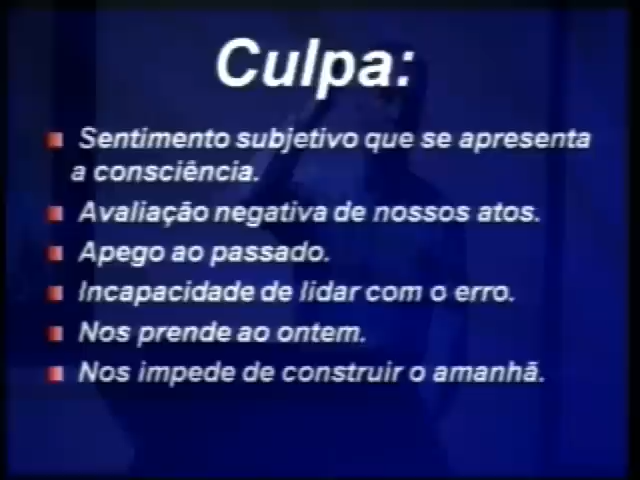 Culpa:
Sentimento subjetivo que se apresenta
a consciência.
Avaliação negativa de nossos atos.
Apego ao passado.
Incapacidade de lidar com o erro.
Nos prende ao ontem.
Nos impede de construir o amanhã.